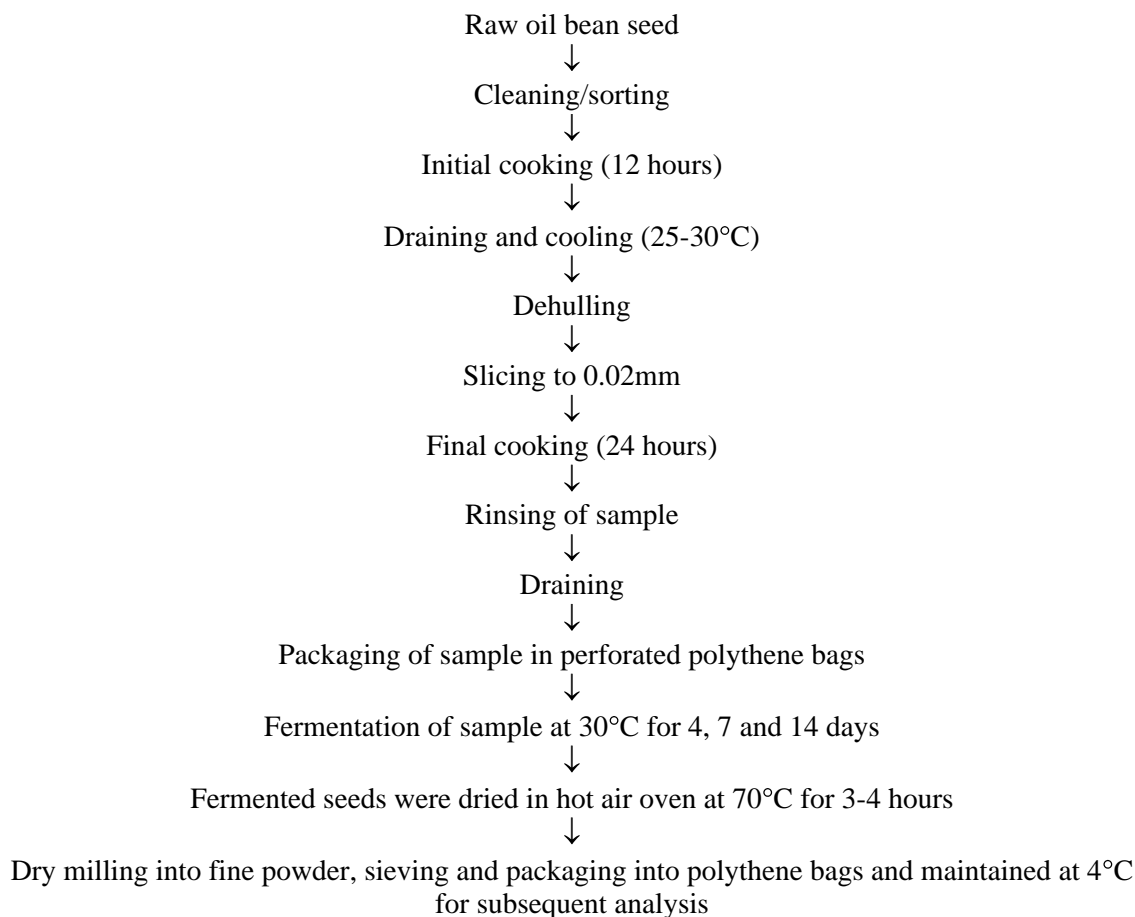 Raw oil bean seed
↓
Cleaning/sorting
↓
Initial cooking (12 hours)
↓
Draining and cooling (25-30°C)
↓
Dehulling
↓
Slicing to 0.02mm
↓
Final cooking (24 hours)
↓
Rinsing of sample
↓
Draining
↓
Packaging of sample in perforated polythene bags
↓
Fermentation of sample at 30°C for 4, 7 and 14 days
↓
Fermented seeds were dried in hot air oven at 70°C for 3-4 hours
↓
Dry milling into fine powder, sieving and packaging into polythene bags and maintained at 4°C
for subsequent analysis